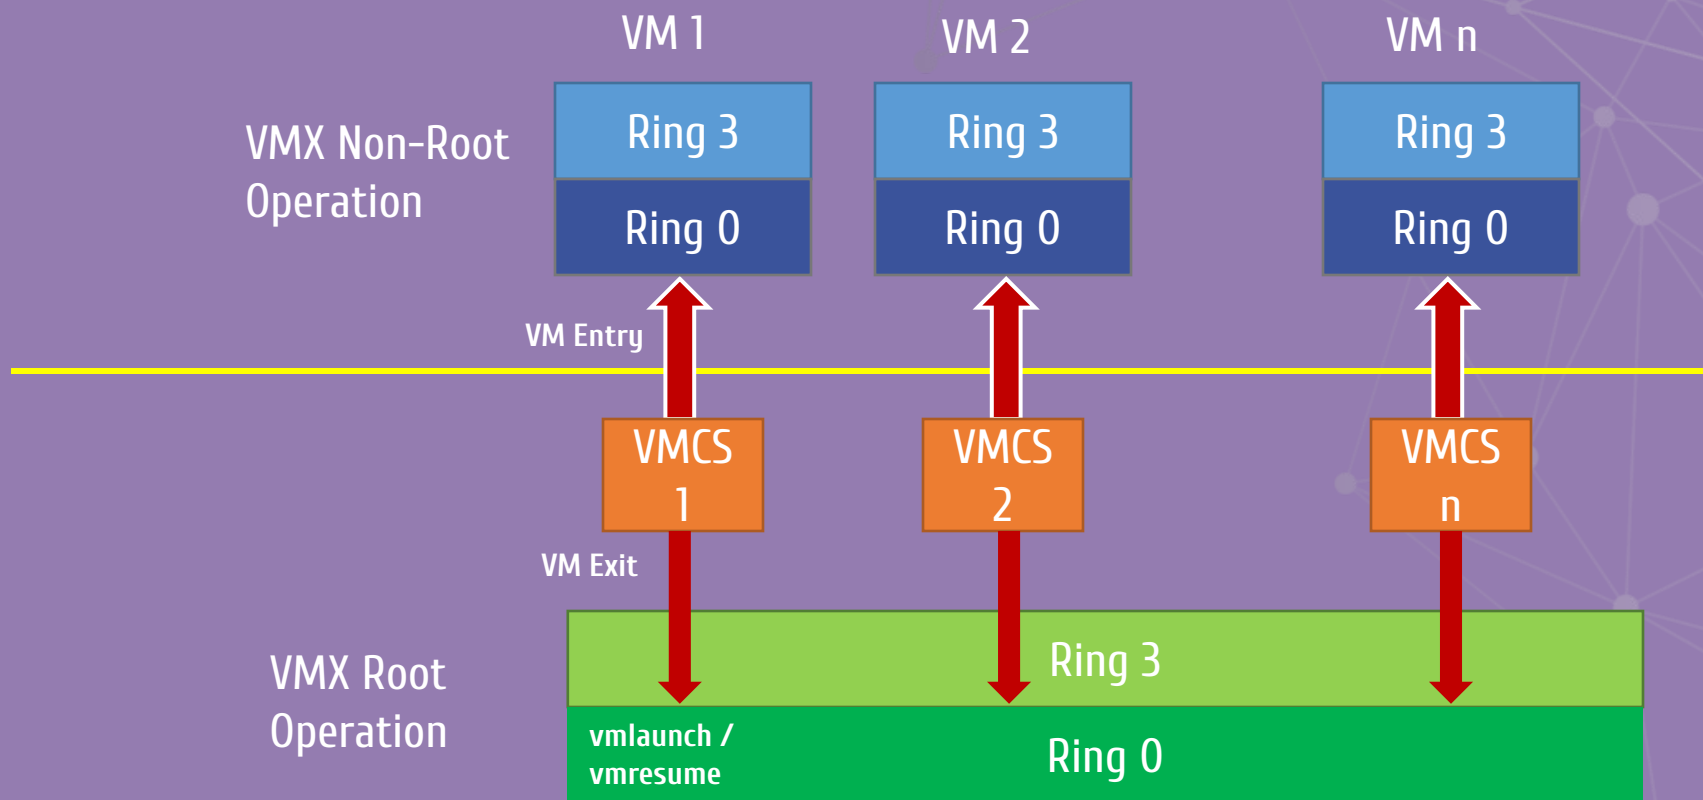 VM 1
VM 2
VM n
VMX Non-Root
Operation
Ring 3
Ring 3
Ring 3
Ring 0
Ring 0
Ring 0
VM Entry
VMCS
1
VMCS
2
VMCS
n
VM Exit
VMX Root
Operation
Ring 3
vmlaunch /
vmresume
Ring 0